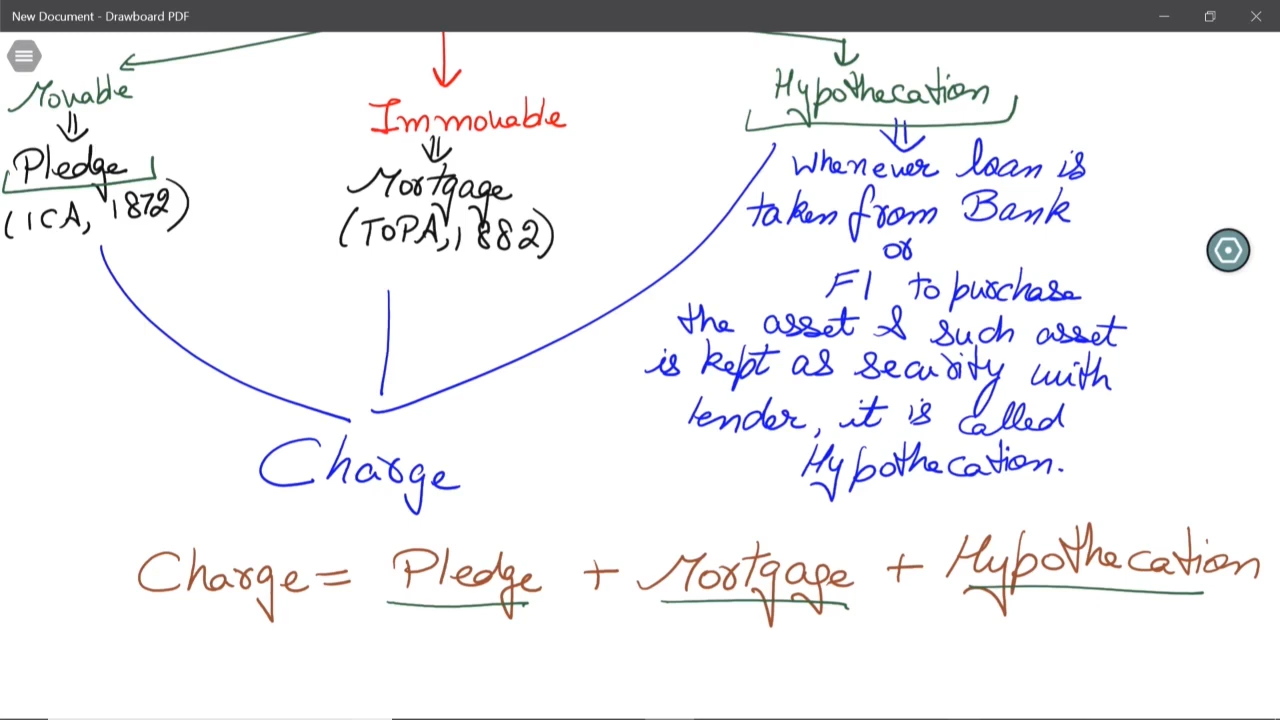 New Document - Drawboard PDF
Movable
Pledge
(ICA, 1872)
Immovable
Mortgage
(TOPA, 1882)
Hypothecation
Whenever loan is
taken from Bank
or
FI to purchase
the asset & such asset
is kept as security with
lender, it is called
Hypothecation.
Charge
Charge = Pledge + Mortgage + Hypothecation